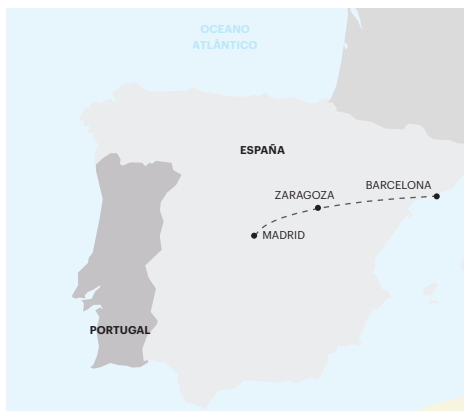 OCEANO
ATLÁNTICO
ESPAÑA
BARCELONA
ZARAGOZA
MADRID
PORTUGAL